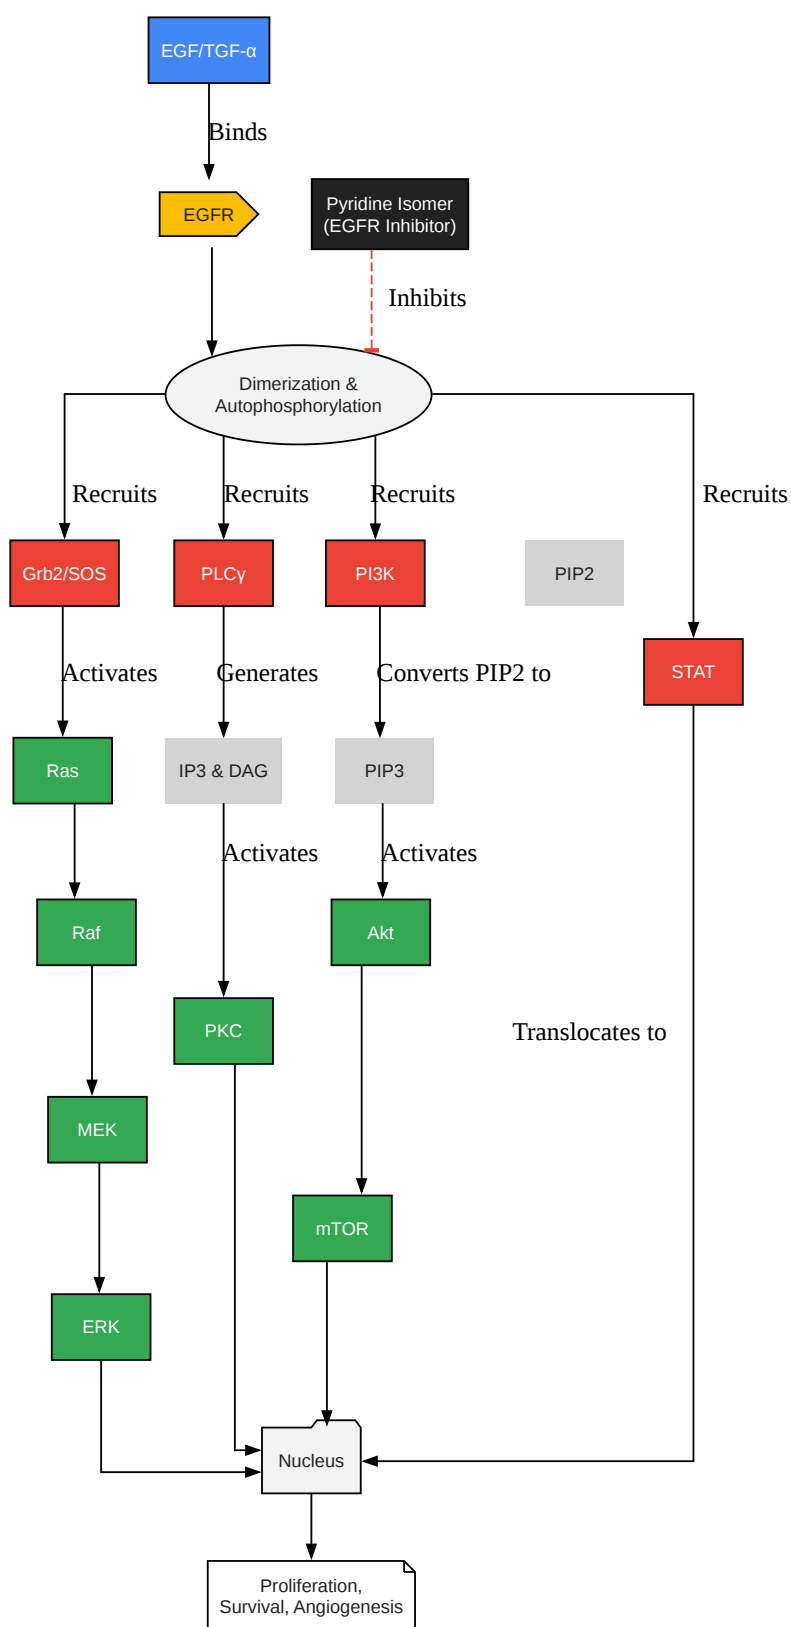 EGF/TGF-α
Binds
EGFR
Pyridine Isomer
(EGFR Inhibitor)
Inhibits
Dimerization &
Autophosphorylation
Recruits
Recruits
Recruits
Recruits
Grb2/SOS
PLCγ
PI3K
PIP2
Activates
Generates
Converts PIP2 to
STAT
Ras
IP3 & DAG
PIP3
Activates
Activates
Raf
Akt
PKC
Translocates to
MEK
mTOR
ERK
Nucleus
Proliferation,
Survival, Angiogenesis